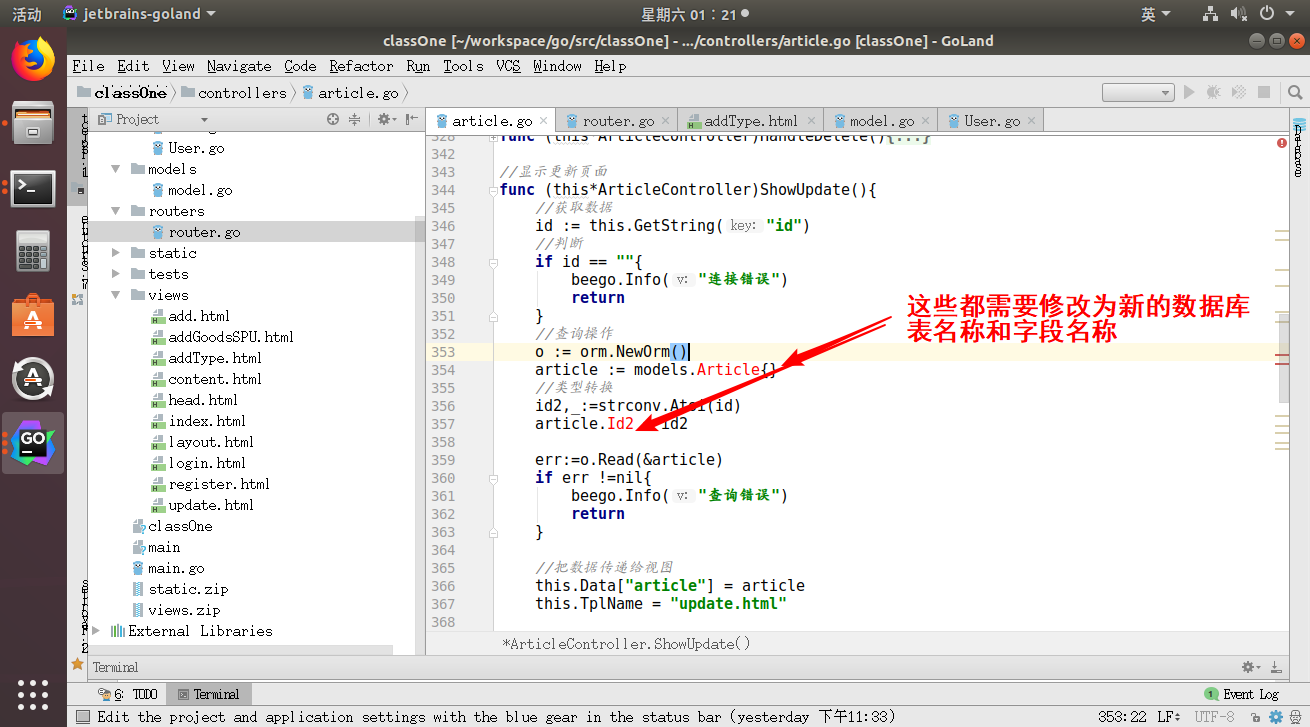 活动 jetbrains-goland 星期六 01：21 英
classOne [~/workspace/go/src/classOne] - .../controllers/article.go [classOne] - GoLand
File Edit View Navigate Code Refactor Run Tools VCS Window Help
classOne controllers article.go
Project
article.go router.go addType.html model.go User.go
User.go
models
model.go
routers
router.go
static
tests
views
add.html
addGoodsSPU.html
addType.html
content.html
head.html
index.html
layout.html
login.html
register.html
update.html
classOne
main
main.go
static.zip
views.zip
External Libraries
328 func (this*ArticleController)HandleDelete(){...}
342
343 //显示更新页面
344 func (this*ArticleController)ShowUpdate(){
345 //获取数据
346 id := this.GetString( key: "id")
347 //判断
348 if id == ""{
349 beego.Info( v: "连接错误")
350 return
351 }
352 //查询操作
353 o := orm.NewOrm()
354 article := models.Article{}
355 //类型转换
356 id2,_:=strconv.Atoi(id)
357 article.Id2 id2
358
359 err:=o.Read(&article)
360 if err !=nil{
361 beego.Info( v: "查询错误")
362 return
363 }
364
365 //把数据传递给视图
366 this.Data["article"] = article
367 this.TplName = "update.html"
368
这些都需要修改为新的数据库
表名称和字段名称
*ArticleController.ShowUpdate()
Database
Terminal
6: TODO Terminal 1 Event Log
Edit the project and application settings with the blue gear in the status bar (yesterday 下午11:33) 353:22 LF UTF-8